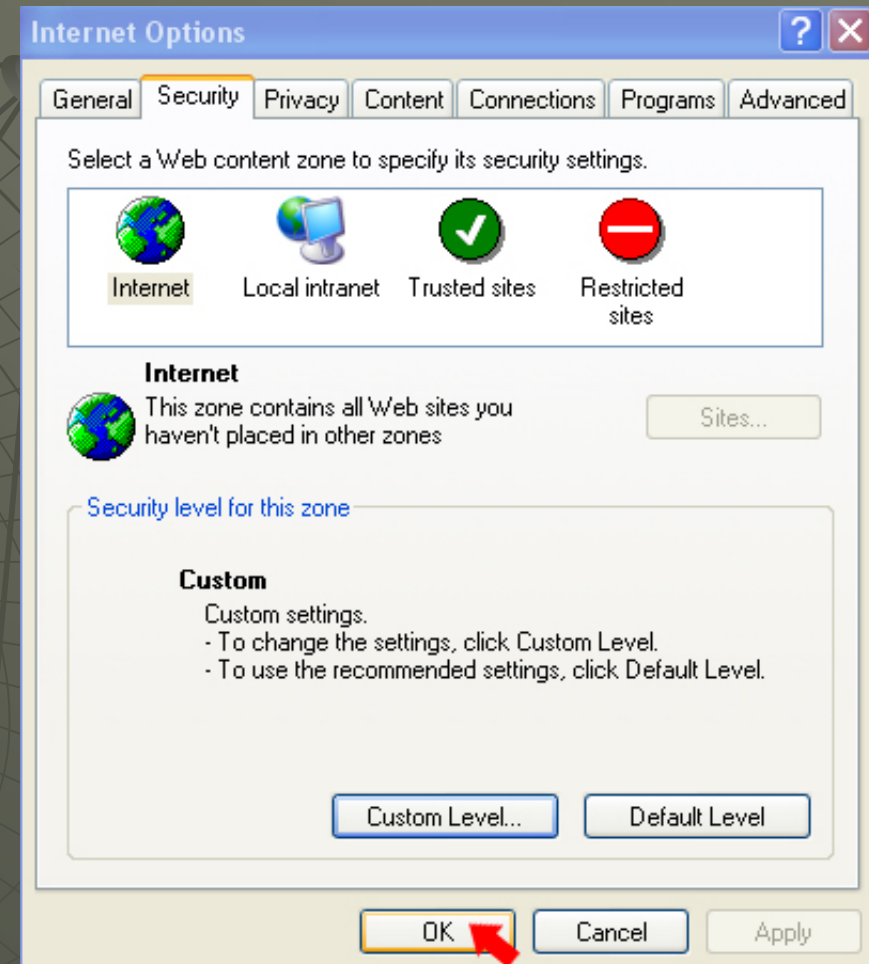 Internet Options
General Security Privacy Content Connections Programs Advanced
Select a Web content zone to specify its security settings.
Internet Local intranet Trusted sites Restricted
sites
Internet
This zone contains all Web sites you
haven't placed in other zones
Sites...
Security level for this zone
Custom
Custom settings.
- To change the settings, click Custom Level.
- To use the recommended settings, click Default Level.
Custom Level... Default Level
OK Cancel Apply